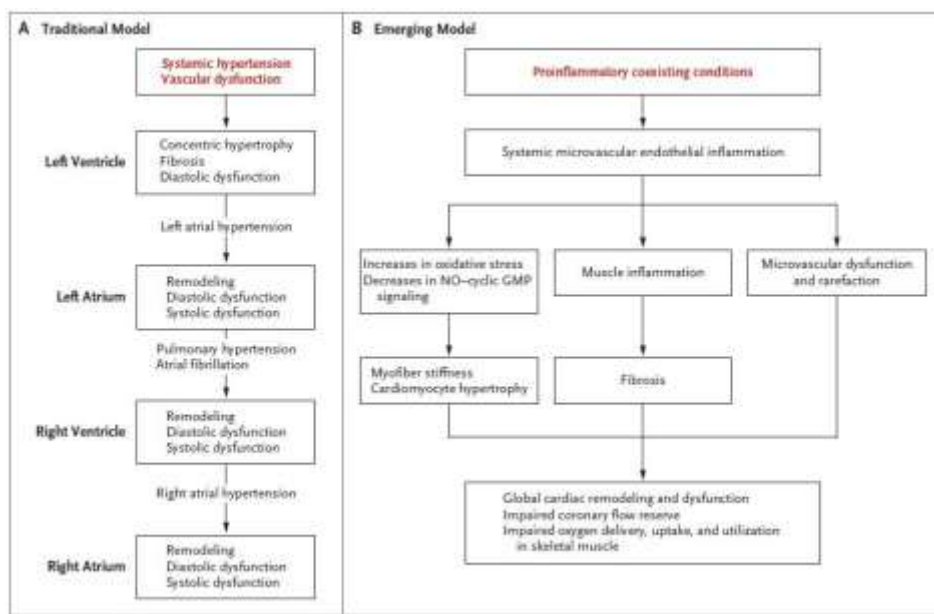 A Traditional Model
Systemic hypertension
Vascular dysfunction
Left Ventricle
Concentric hypertrophy
Fibrosis
Diastolic dysfunction
Left atrial hypertension
Left Atrium
Remodeling
Diastolic dysfunction
Systolic dysfunction
Pulmonary hypertension
Atrial fibrillation
Right Ventricle
Remodeling
Diastolic dysfunction
Systolic dysfunction
Right atrial hypertension
Right Atrium
Remodeling
Diastolic dysfunction
Systolic dysfunction
B Emerging Model
Proinflammatory coexisting conditions
Systemic microvascular endothelial inflammation
Increases in oxidative stress
Decreases in NO–cyclic GMP
signaling
Muscle inflammation
Microvascular dysfunction
and rarefaction
Myofiber stiffness
Cardiomyocyte hypertrophy
Fibrosis
Global cardiac remodeling and dysfunction
Impaired coronary flow reserve
Impaired oxygen delivery, uptake, and utilization
in skeletal muscle